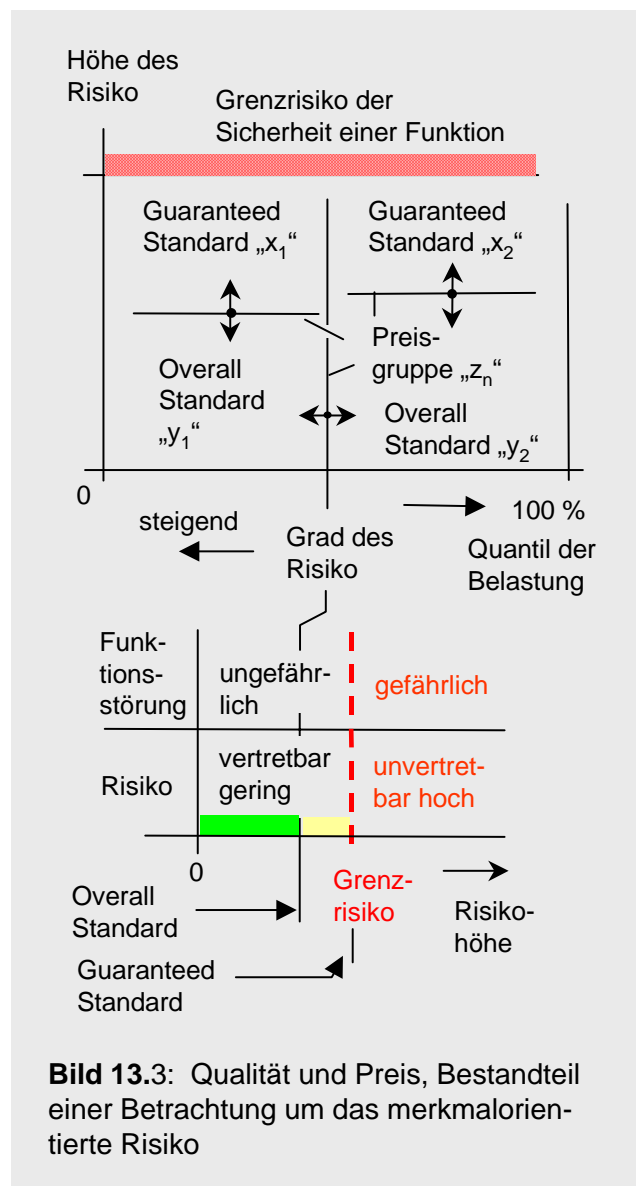 Höhe des
Risiko
Grenzrisiko der
Sicherheit einer Funktion
Guaranteed
Standard „x₁“
Guaranteed
Standard „x₂“
Preis-
gruppe „zₙ“
Overall
Standard
„y₁“
Overall
Standard „y₂“
0
steigend
Grad des
Risiko
100 %
Quantil der
Belastung
Funk-
tions-
störung
ungefähr-
lich
gefährlich
Risiko
vertretbar
gering
unvertret-
bar hoch
0
Overall
Standard
Grenz-
risiko
Risiko-
höhe
Guaranteed
Standard
Bild 13.3: Qualität und Preis, Bestandteil
einer Betrachtung um das merkmalorien-
tierte Risiko